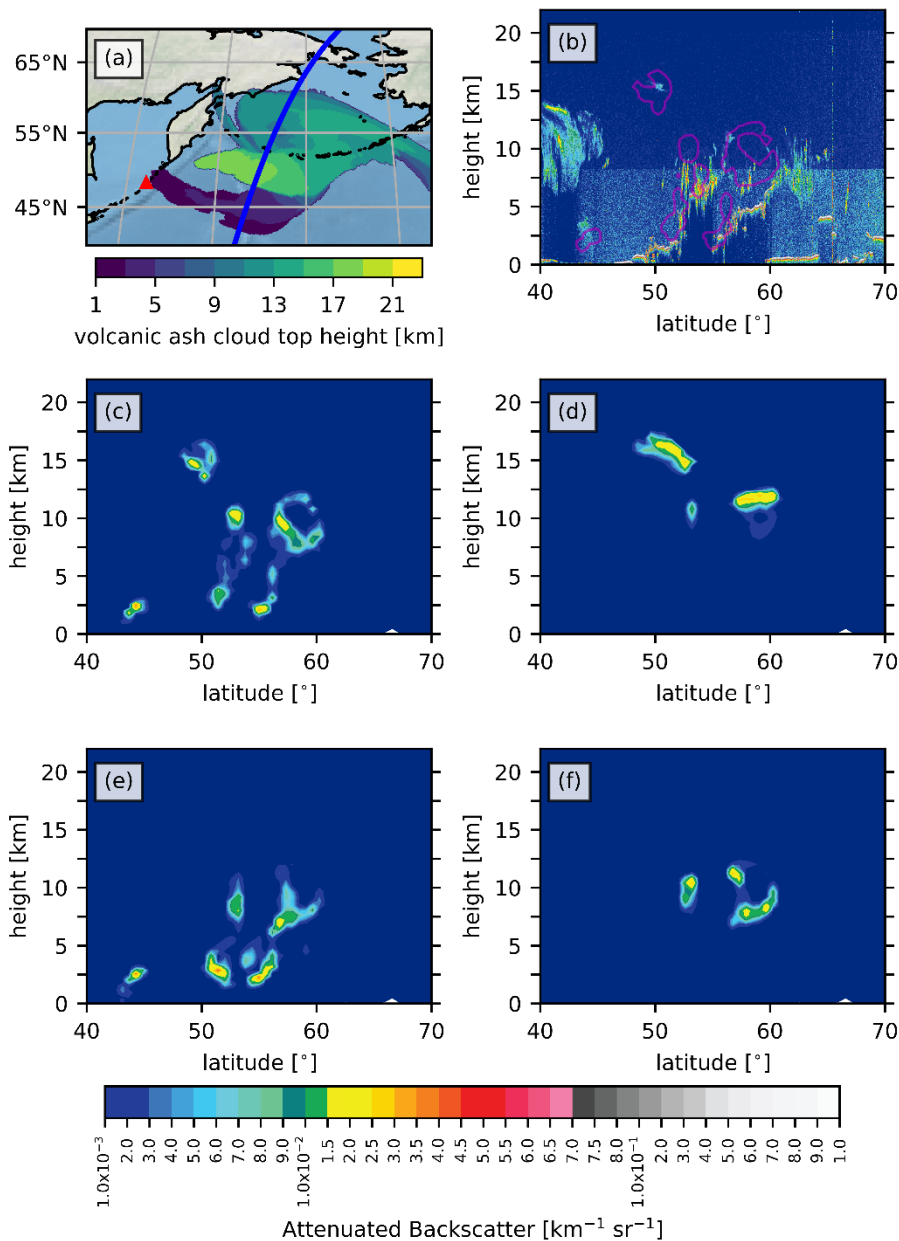 (a)
65°N
55°N
45°N
1 5 9 13 17 21
volcanic ash cloud top height [km]
(b)
height [km]
20
15
10
5
0
40 50 60 70
latitude [°]
(c)
height [km]
20
15
10
5
0
40 50 60 70
latitude [°]
(d)
height [km]
20
15
10
5
0
40 50 60 70
latitude [°]
(e)
height [km]
20
15
10
5
0
40 50 60 70
latitude [°]
(f)
height [km]
20
15
10
5
0
40 50 60 70
latitude [°]
1.0x10⁻³ 2.0 3.0 4.0 5.0 6.0 7.0 8.0 9.0 1.0x10⁻² 1.5 2.5 3.0 3.5 4.0 4.5 5.0 5.5 6.0 6.5 7.0 7.5 8.0 1.0x10⁻¹ 2.0 3.0 4.0 5.0 6.0 7.0 8.0 9.0 1.0
Attenuated Backscatter [km⁻¹ sr⁻¹]